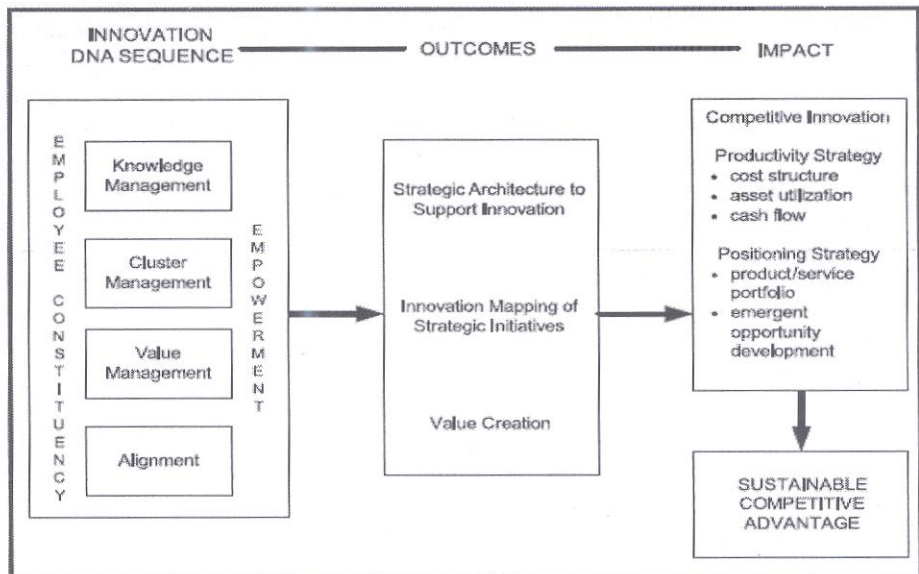 INNOVATION
DNA SEQUENCE
OUTCOMES
IMPACT
EMPLOYEE CONSTITUENCY
Knowledge
Management
Cluster
Management
Value
Management
Alignment
EMPOWERMENT
Strategic Architecture to
Support Innovation
Innovation Mapping of
Strategic Initiatives
Value Creation
Competitive Innovation
Productivity Strategy
• cost structure
• asset utilization
• cash flow
Positioning Strategy
• product/service
portfolio
• emergent
opportunity
development
SUSTAINABLE
COMPETITIVE
ADVANTAGE